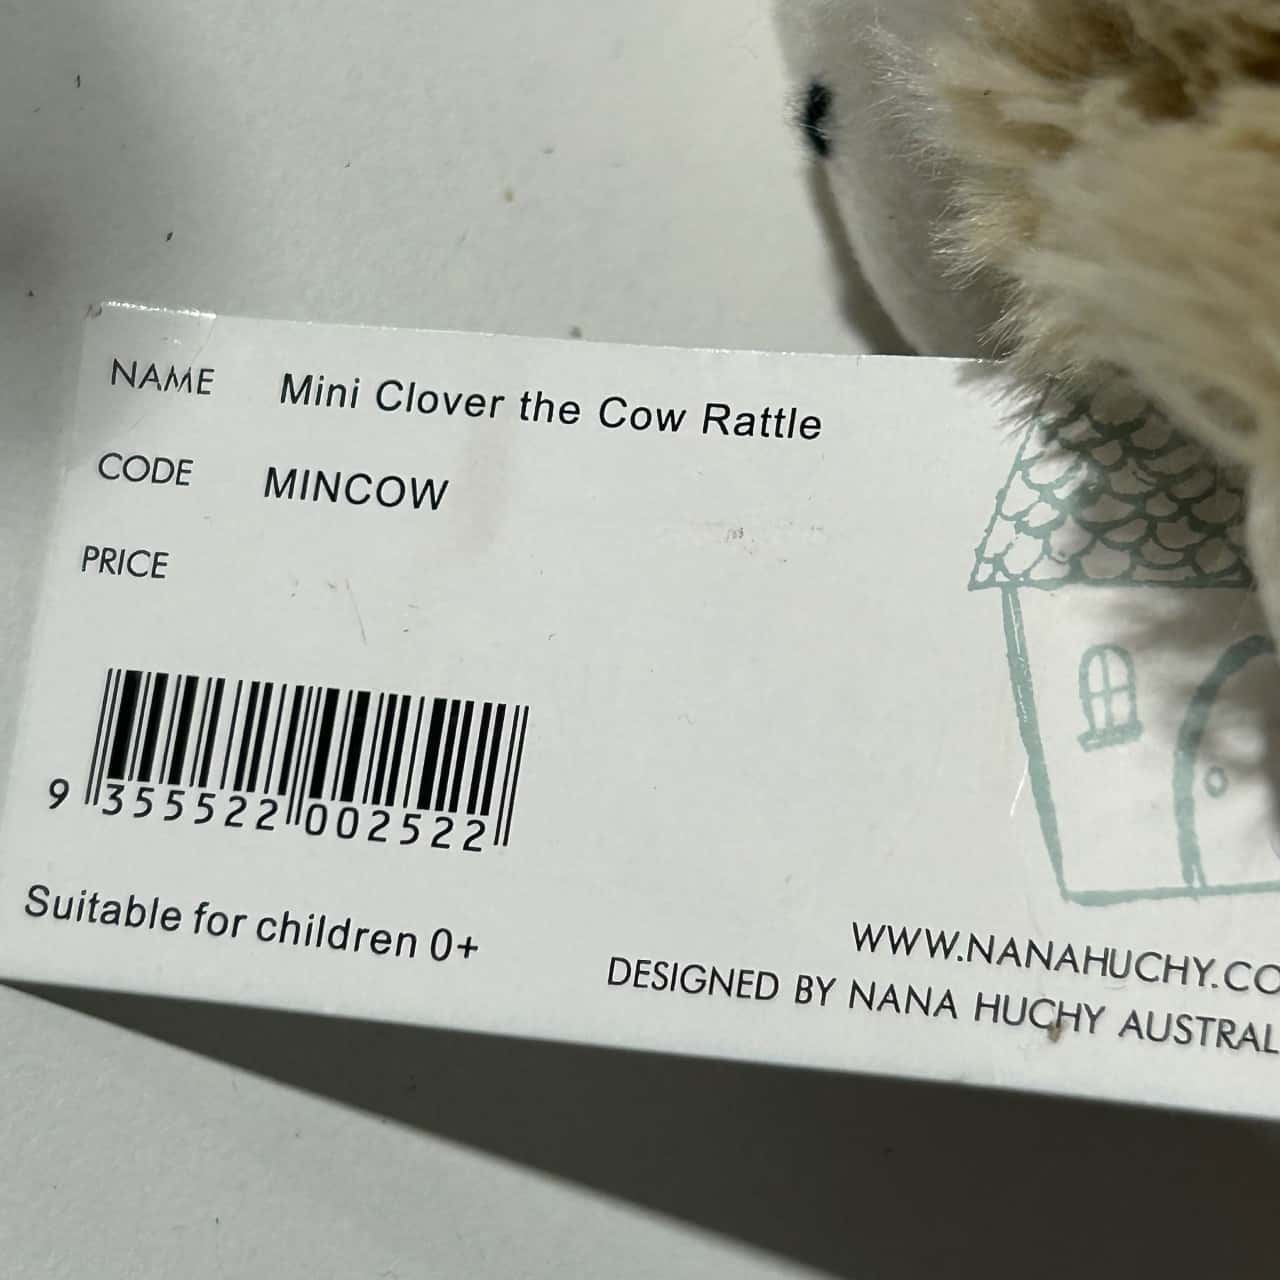 NAME Mini Clover the Cow Rattle
CODE MINCOW
PRICE
9 355522 002522
Suitable for children 0+
WWW.NANAHUCHY.CO
DESIGNED BY NANA HUCHY AUSTRAL